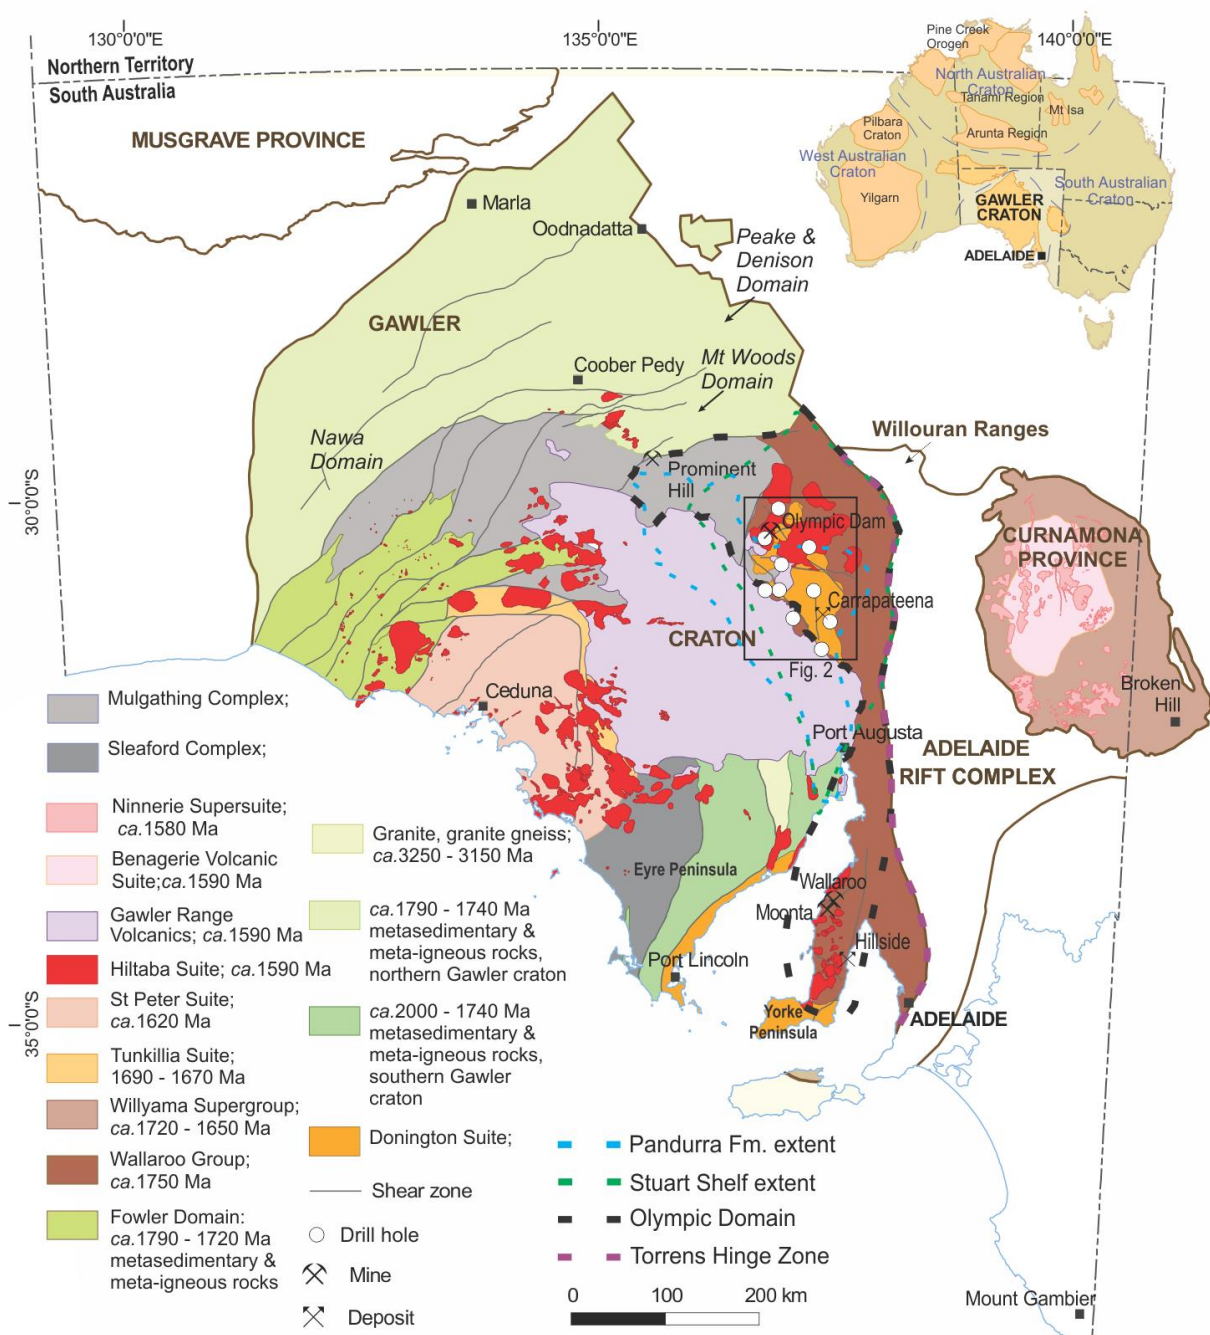 130°0'0"E
135°0'0"E
140°0'0"E
Northern Territory
South Australia
MUSGRAVE PROVINCE
Pine Creek
Orogen
North Australian
Craton
Tanami Region
Mt Isa
Pilbara
Craton
Arunta Region
West Australian
Craton
Yilgarn
South Australian
Craton
GAWLER
CRATON
ADELAIDE
Marla
Oodnadatta
Peake &
Denison
Domain
GAWLER
Coober Pedy
Mt Woods
Domain
Nawa
Domain
Willouran Ranges
Prominent
Hill
30°0'0"S
Olympic Dam
CURNAMONA
PROVINCE
Carrapateena
CRATON
Fig. 2
Ceduna
Broken
Hill
Port Augusta
ADELAIDE
RIFT COMPLEX
Eyre Peninsula
Wallaroo
Moonta
Hillside
Port Lincoln
Yorke
Peninsula
ADELAIDE
35°0'0"S
Mount Gambier
Mulgathing Complex;
Sleaford Complex;
Ninnerie Supersuite;
ca.1580 Ma
Benagerie Volcanic
Suite;ca.1590 Ma
Gawler Range
Volcanics; ca.1590 Ma
Hiltaba Suite; ca.1590 Ma
St Peter Suite;
ca.1620 Ma
Tunkillia Suite;
1690 - 1670 Ma
Willyama Supergroup;
ca.1720 - 1650 Ma
Wallaroo Group;
ca.1750 Ma
Fowler Domain:
ca.1790 - 1720 Ma
metasedimentary &
meta-igneous rocks
Granite, granite gneiss;
ca.3250 - 3150 Ma
ca.1790 - 1740 Ma
metasedimentary &
meta-igneous rocks,
northern Gawler craton
ca.2000 - 1740 Ma
metasedimentary &
meta-igneous rocks,
southern Gawler
craton
Donington Suite;
Shear zone
Drill hole
Mine
Deposit
Pandurra Fm. extent
Stuart Shelf extent
Olympic Domain
Torrens Hinge Zone
0 100 200 km